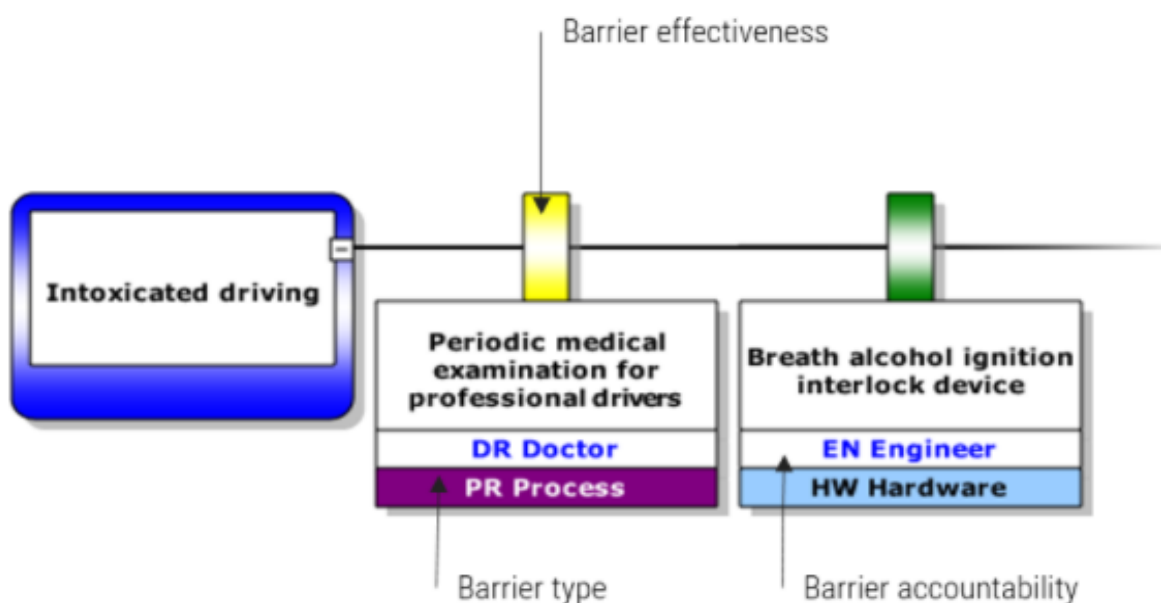 Barrier effectiveness
Intoxicated driving
Periodic medical
examination for
professional drivers
DR Doctor
PR Process
Breath alcohol ignition
interlock device
EN Engineer
HW Hardware
Barrier type
Barrier accountability